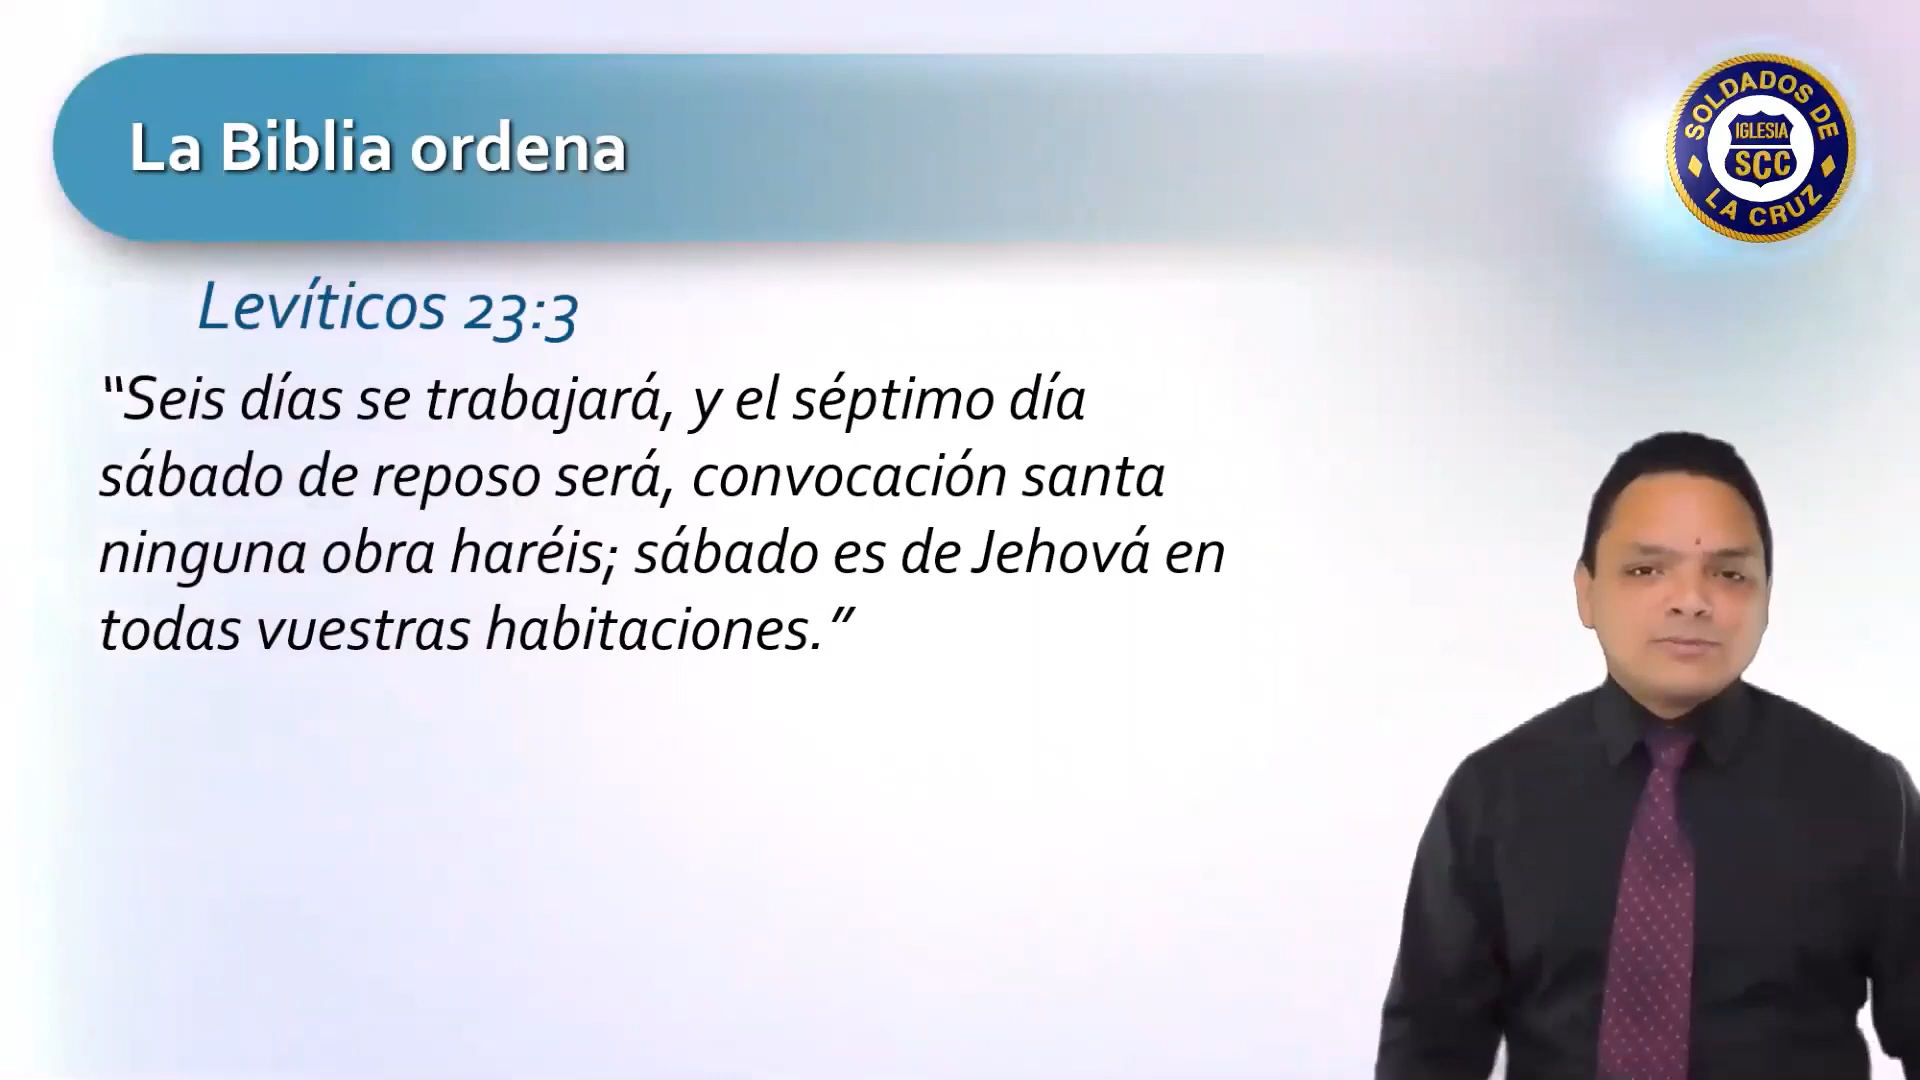 La Biblia ordena
SOLDADOS DE
IGLESIA
SCC
LA CRUZ
Levíticos 23:3
“Seis días se trabajará, y el séptimo día
sábado de reposo será, convocación santa
ninguna obra haréis; sábado es de Jehová en
todas vuestras habitaciones.”